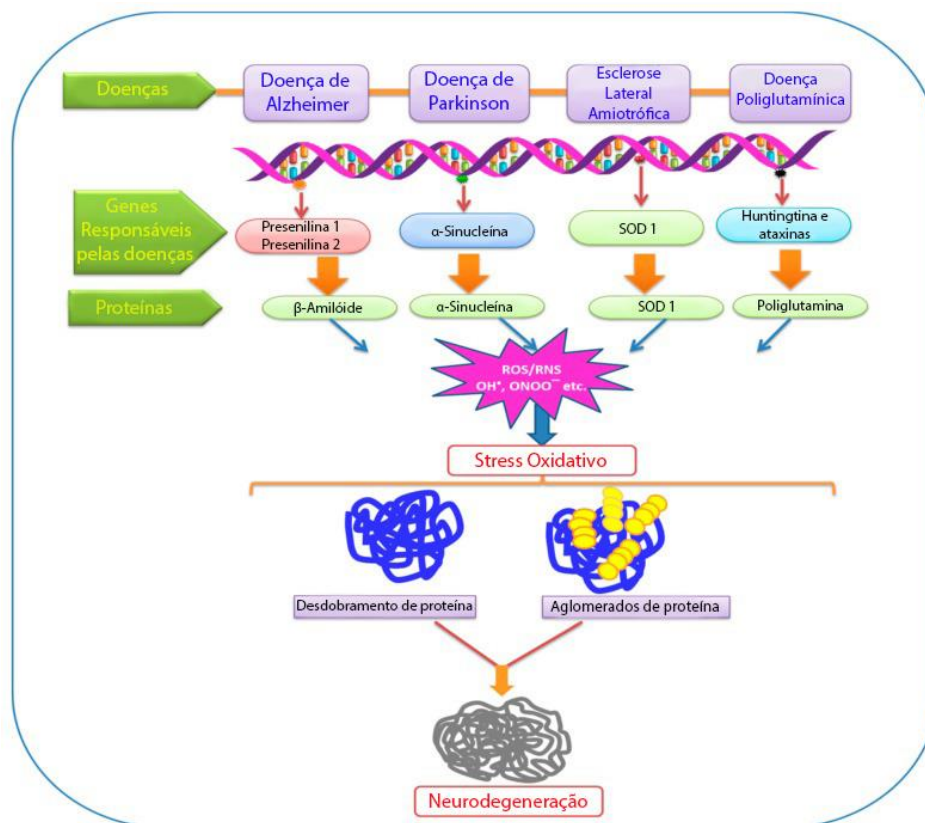 Doenças
Doença de
Alzheimer
Doença de
Parkinson
Esclerose
Lateral
Amiotrófica
Doença
Poliglutamínica
Genes
Responsáveis
pelas doenças
Presenilina 1
Presenilina 2
α-Sinucleína
SOD 1
Huntingtina e
ataxinas
Proteínas
β-Amilóide
α-Sinucleína
SOD 1
Poliglutamina
ROS/RNS
OH°, ONOO¯ etc.
Stress Oxidativo
Desdobramento de proteína
Aglomerados de proteína
Neurodegeneração